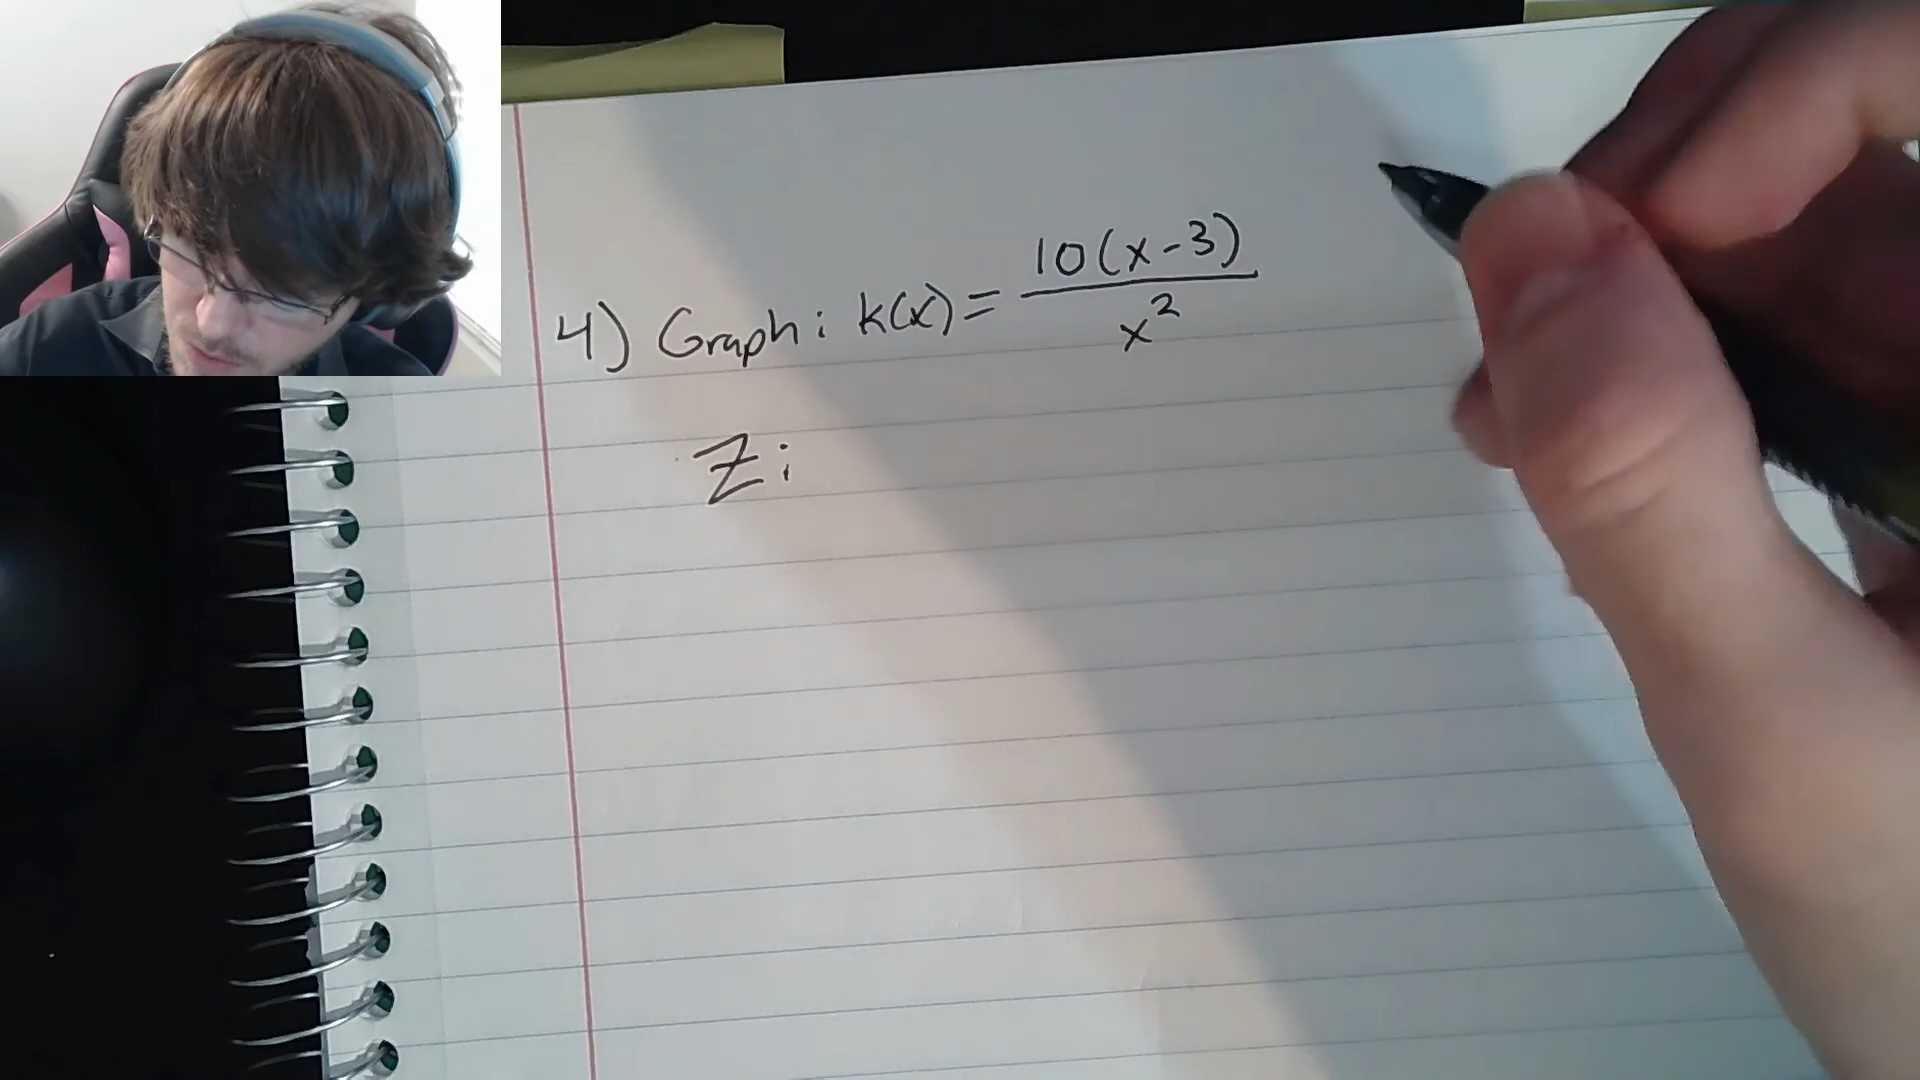 4) Graph: k(x) = 10(x-3) / x²
Z: